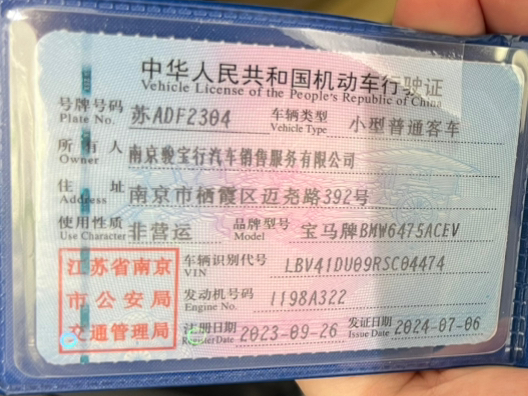 中华人民共和国机动车行驶证
Vehicle License of the People's Republic of China
号牌号码 苏ADF2304 车辆类型 小型普通客车
Plate No. Vehicle Type
所有人 南京骏宝行汽车销售服务有限公司
Owner
住址 南京市栖霞区迈尧路392号
Address
使用性质 非营运 品牌型号 宝马牌BMW6475ACEV
Use Character Model
江苏省南京
市公安局
交通管理局
车辆识别代号 LBV41DU09RSC04474
VIN
发动机号码 1198A322
Engine No.
注册日期 2023-09-26 发证日期 2024-07-06
Register Date Issue Date